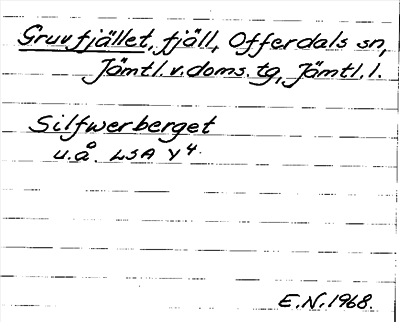 Gruvfjället, fjäll, Offerdals sn,
Jämtl.v.doms.tg, Jämtl.l.
Silfwerberget
u.å. LSA Y4.
E.N.1968.